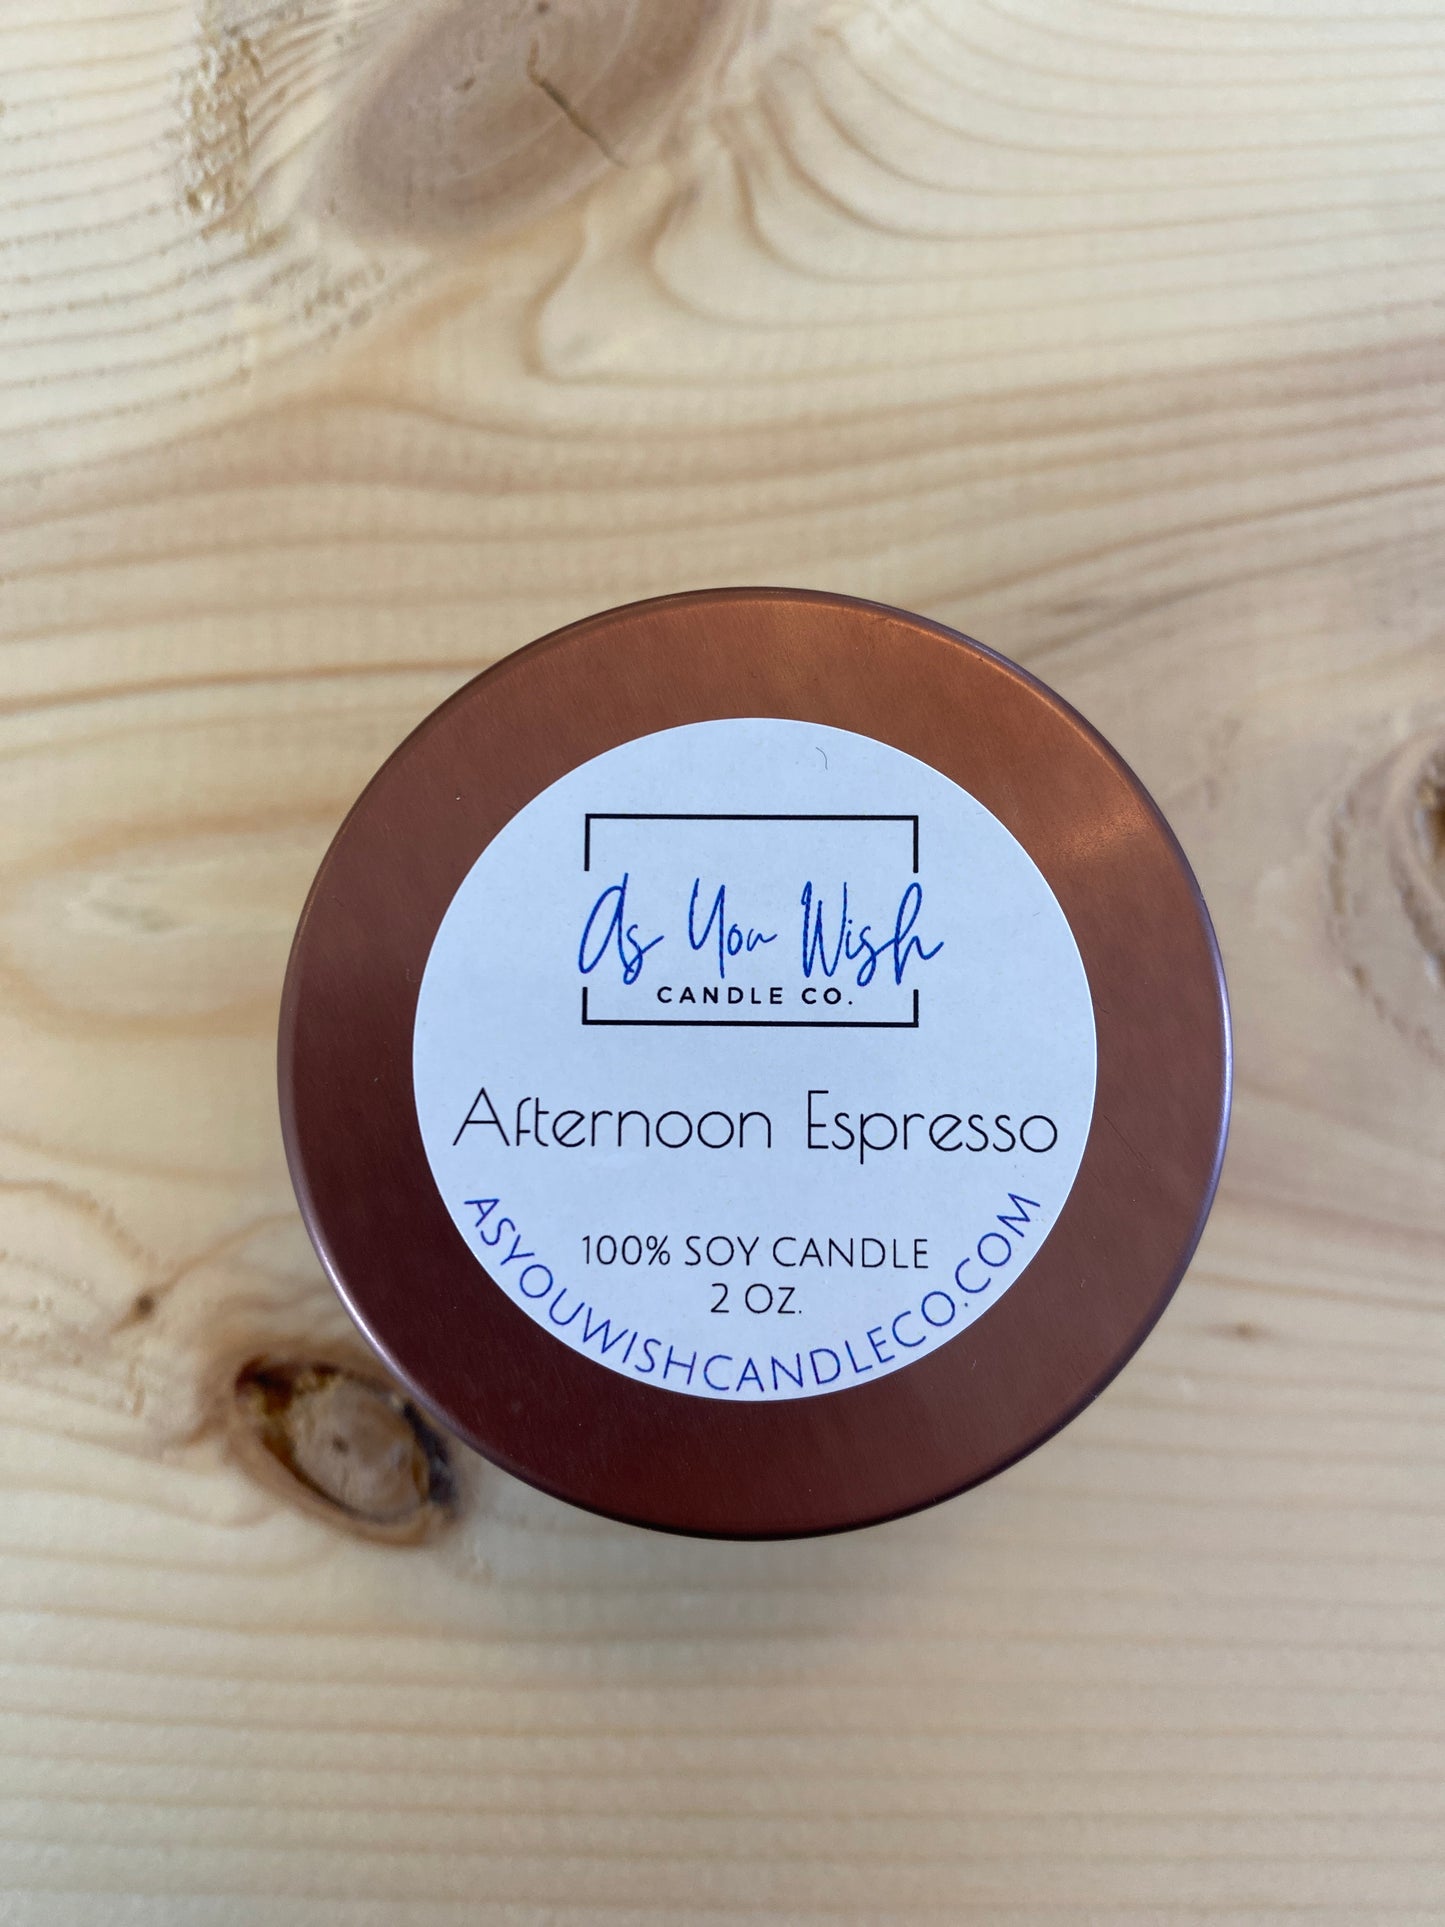 As You Wish
CANDLE CO.
Afternoon Espresso
100% SOY CANDLE
2 OZ.
ASYOUWISHCANDLECO.COM